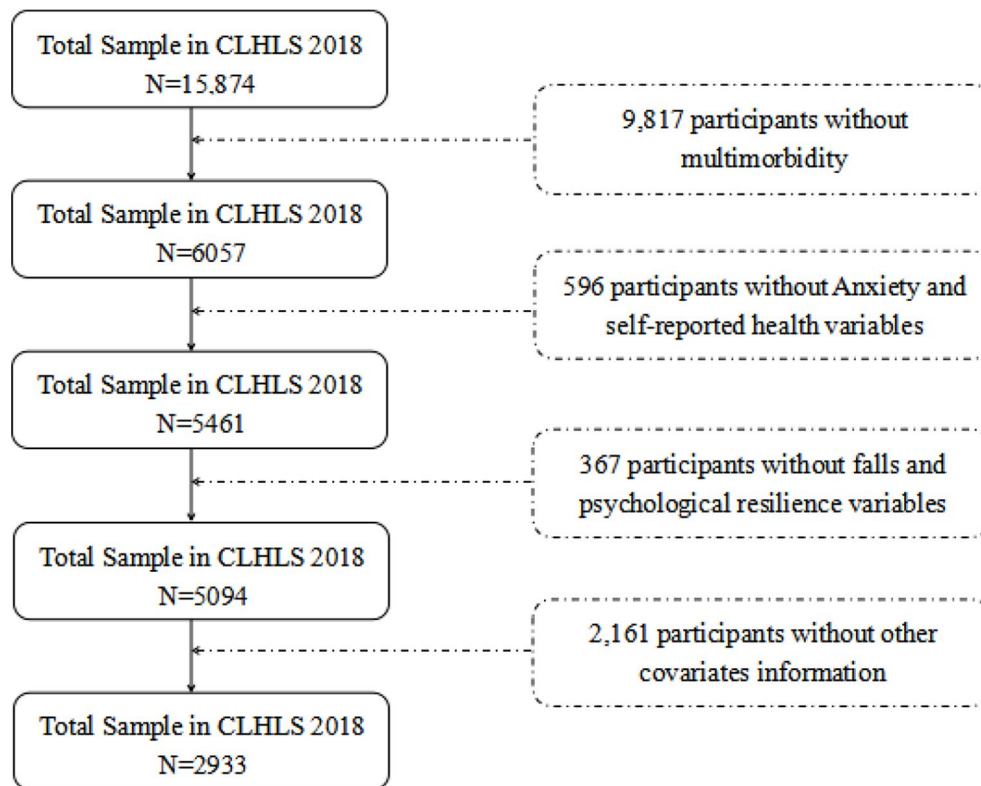 Total Sample in CLHLS 2018
N=15,874
9,817 participants without
multimorbidity
Total Sample in CLHLS 2018
N=6057
596 participants without Anxiety and
self-reported health variables
Total Sample in CLHLS 2018
N=5461
367 participants without falls and
psychological resilience variables
Total Sample in CLHLS 2018
N=5094
2,161 participants without other
covariates information
Total Sample in CLHLS 2018
N=2933